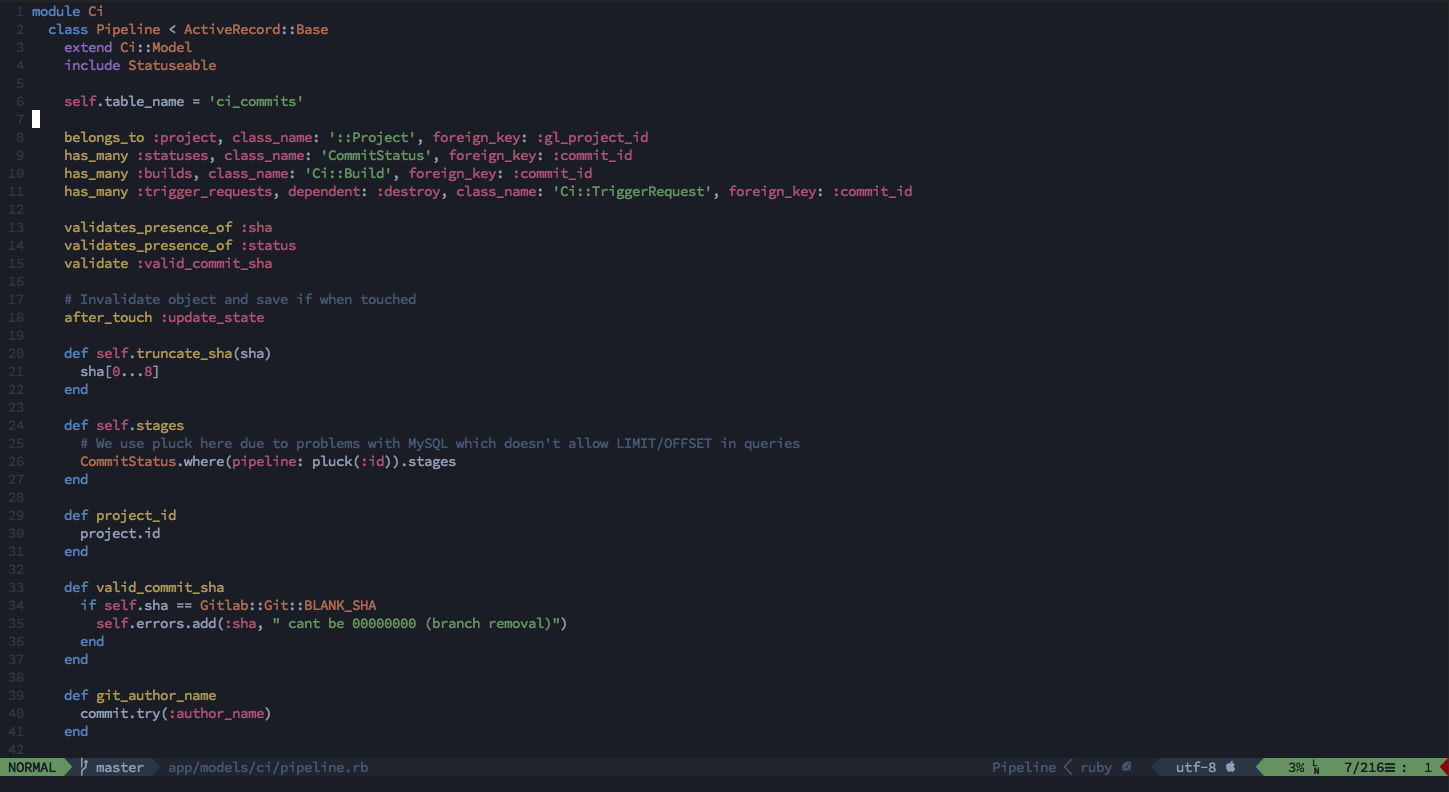 1 module Ci
2   class Pipeline < ActiveRecord::Base
3     extend Ci::Model
4     include Statuseable
5
6     self.table_name = 'ci_commits'
7
8     belongs_to :project, class_name: '::Project', foreign_key: :gl_project_id
9     has_many :statuses, class_name: 'CommitStatus', foreign_key: :commit_id
10     has_many :builds, class_name: 'Ci::Build', foreign_key: :commit_id
11     has_many :trigger_requests, dependent: :destroy, class_name: 'Ci::TriggerRequest', foreign_key: :commit_id
12
13     validates_presence_of :sha
14     validates_presence_of :status
15     validate :valid_commit_sha
16
17     # Invalidate object and save if when touched
18     after_touch :update_state
19
20     def self.truncate_sha(sha)
21       sha[0...8]
22     end
23
24     def self.stages
25       # We use pluck here due to problems with MySQL which doesn't allow LIMIT/OFFSET in queries
26       CommitStatus.where(pipeline: pluck(:id)).stages
27     end
28
29     def project_id
30       project.id
31     end
32
33     def valid_commit_sha
34       if self.sha == Gitlab::Git::BLANK_SHA
35         self.errors.add(:sha, " cant be 00000000 (branch removal)")
36       end
37     end
38
39     def git_author_name
40       commit.try(:author_name)
41     end
42
NORMAL master app/models/ci/pipeline.rb Pipeline ruby utf-8 3% LN 7/216☰ : 1